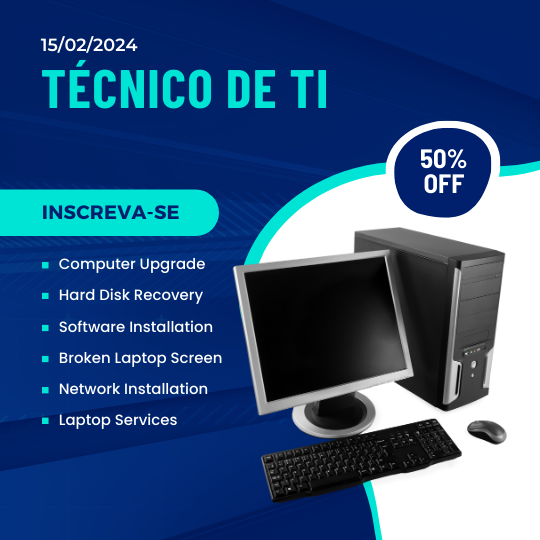 15/02/2024
TÉCNICO DE TI
50%
OFF
INSCREVA-SE
Computer Upgrade
Hard Disk Recovery
Software Installation
Broken Laptop Screen
Network Installation
Laptop Services